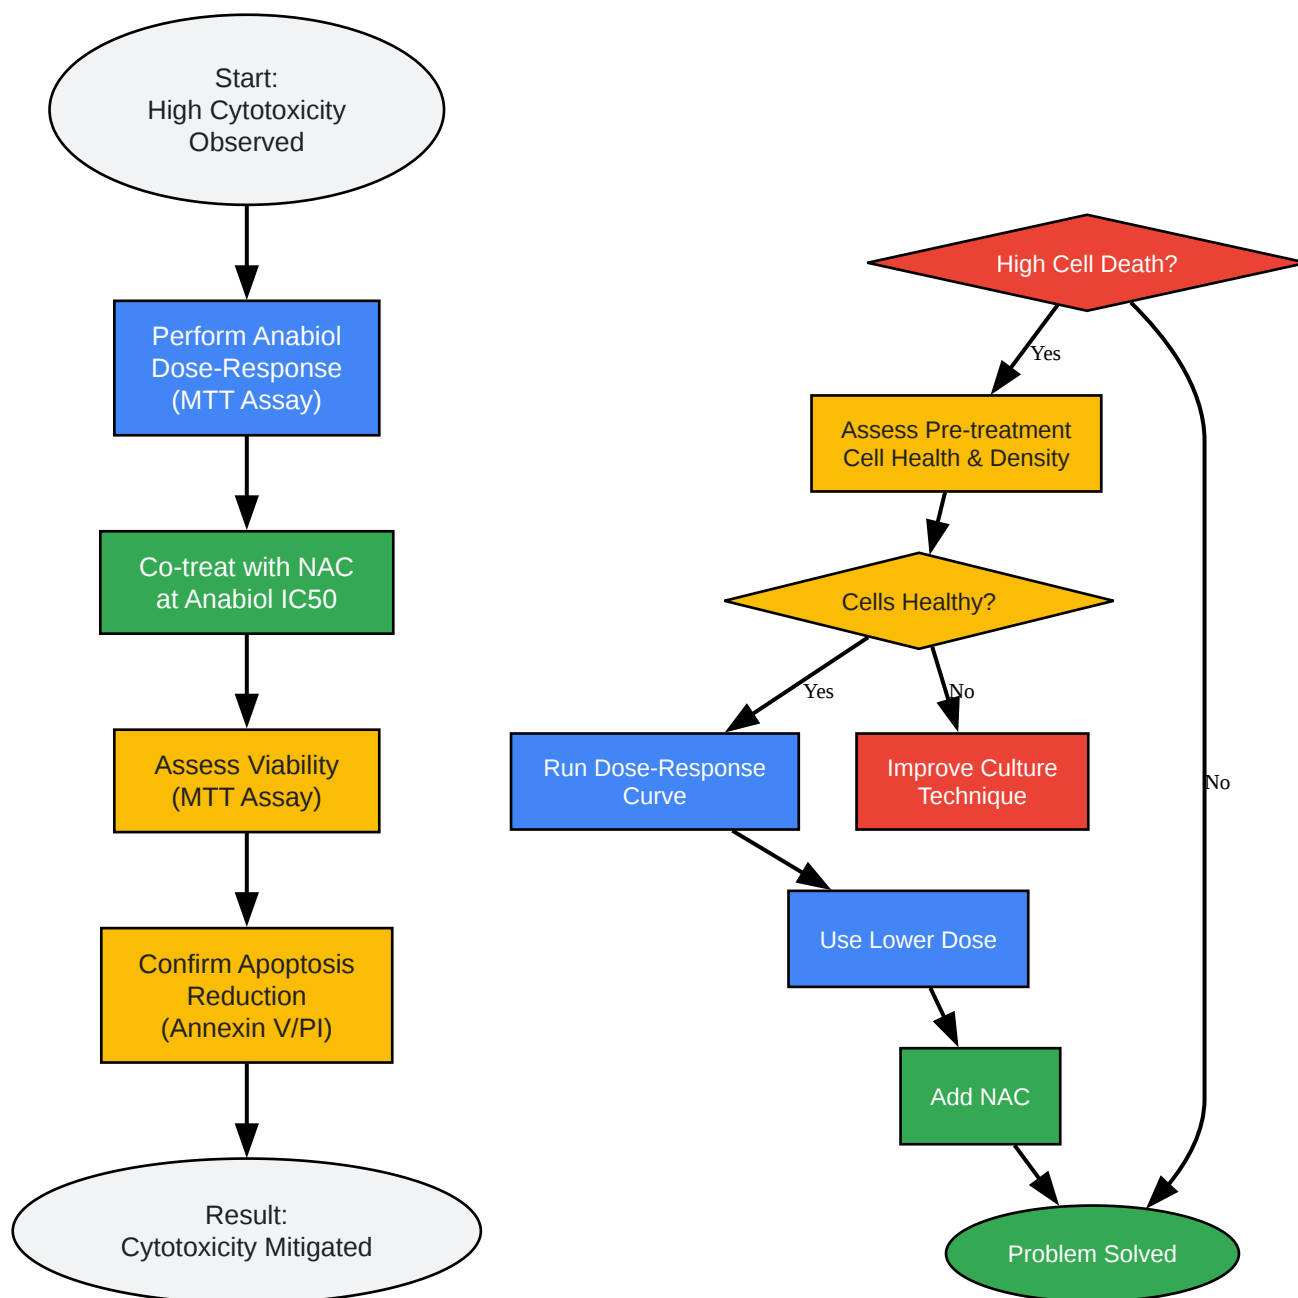 Start:
High Cytotoxicity
Observed
Perform Anabiol
Dose-Response
(MTT Assay)
Co-treat with NAC
at Anabiol IC50
Assess Viability
(MTT Assay)
Confirm Apoptosis
Reduction
(Annexin V/PI)
Result:
Cytotoxicity Mitigated
High Cell Death?
Yes
Assess Pre-treatment
Cell Health & Density
Cells Healthy?
Yes
No
Run Dose-Response
Curve
Improve Culture
Technique
No
Use Lower Dose
Add NAC
Problem Solved